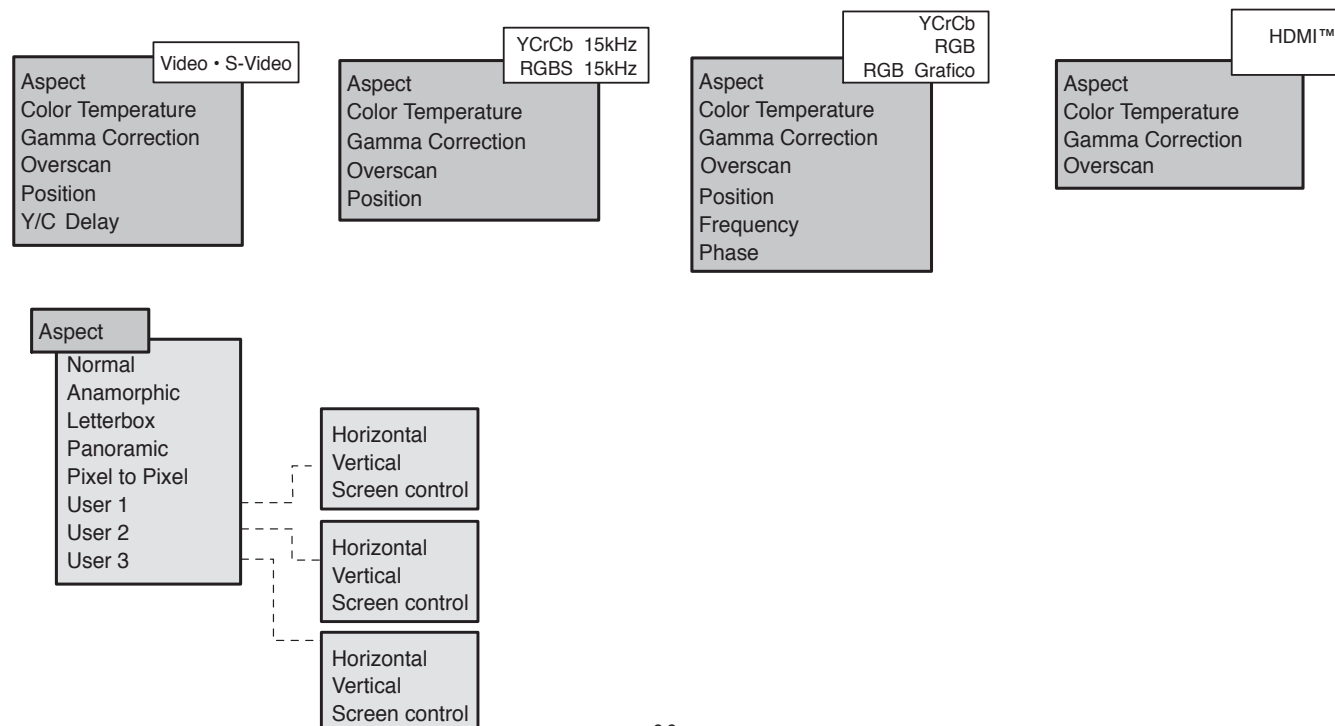 Video • S-Video
Aspect
Color Temperature
Gamma Correction
Overscan
Position
Y/C Delay
YCrCb 15kHz
RGBS 15kHz
Aspect
Color Temperature
Gamma Correction
Overscan
Position
YCrCb
RGB
RGB Grafico
Aspect
Color Temperature
Gamma Correction
Overscan
Position
Frequency
Phase
HDMI™
Aspect
Color Temperature
Gamma Correction
Overscan
Aspect
Normal
Anamorphic
Letterbox
Panoramic
Pixel to Pixel
User 1
User 2
User 3
Horizontal
Vertical
Screen control
Horizontal
Vertical
Screen control
Horizontal
Vertical
Screen control